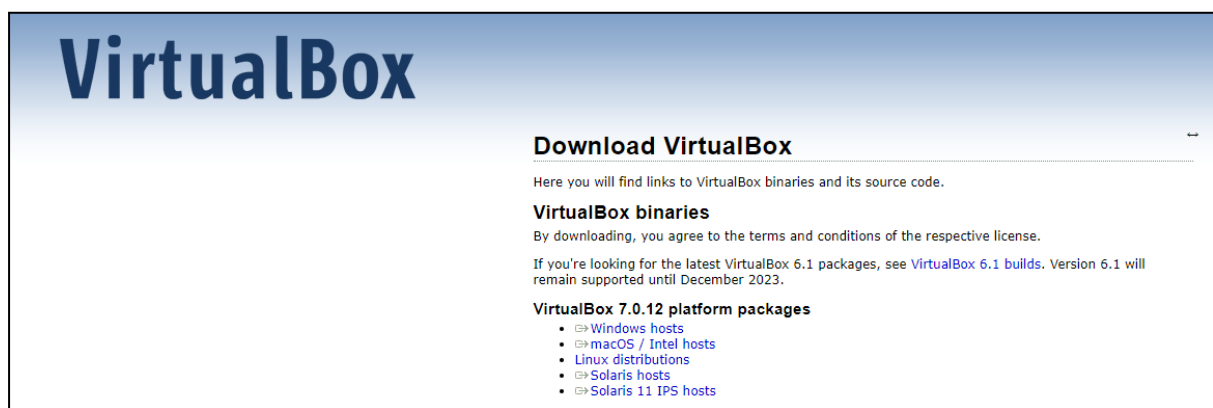 VirtualBox
Download VirtualBox
Here you will find links to VirtualBox binaries and its source code.
VirtualBox binaries
By downloading, you agree to the terms and conditions of the respective license.
If you're looking for the latest VirtualBox 6.1 packages, see VirtualBox 6.1 builds. Version 6.1 will
remain supported until December 2023.
VirtualBox 7.0.12 platform packages
Windows hosts
macOS / Intel hosts
Linux distributions
Solaris hosts
Solaris 11 IPS hosts